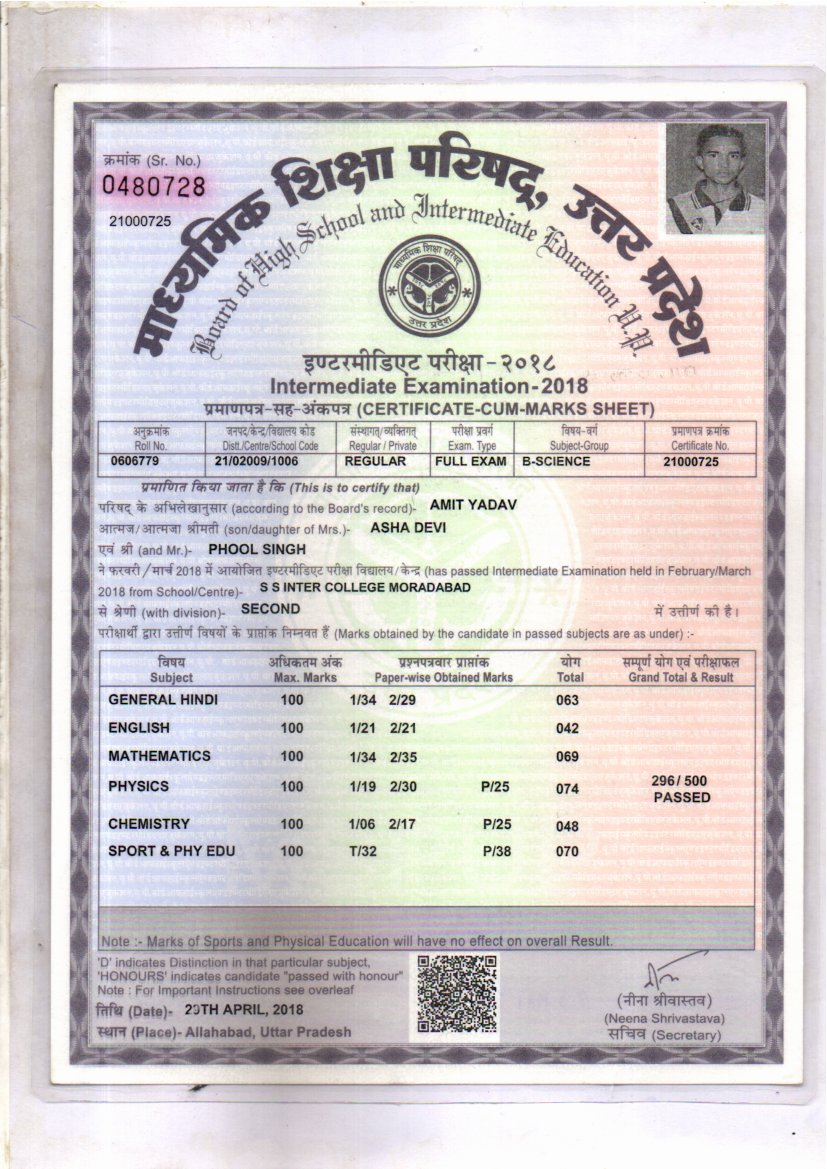 क्रमांक (Sr. No.)
0480728
21000725
माध्यमिक शिक्षा परिषद्, उत्तर प्रदेश
Board of High School and Intermediate Education U.P.
माध्यमिक शिक्षा परिषद्
उत्तर प्रदेश
इण्टरमीडिएट परीक्षा-२०१८
Intermediate Examination-2018
प्रमाणपत्र-सह-अंकपत्र (CERTIFICATE-CUM-MARKS SHEET)
अनुक्रमांक जनपद/केन्द्र/विद्यालय कोड संस्थागत/व्यक्तिगत् परीक्षा प्रवर्ग विषय-वर्ग प्रमाणपत्र क्रमांक
Roll No. Distt./Centre/School Code Regular / Private Exam. Type Subject-Group Certificate No.
0606779 21/02009/1006 REGULAR FULL EXAM B-SCIENCE 21000725
प्रमाणित किया जाता है कि (This is to certify that)
परिषद् के अभिलेखानुसार (according to the Board's record)- AMIT YADAV
आत्मज/आत्मजा श्रीमती (son/daughter of Mrs.)- ASHA DEVI
एवं श्री (and Mr.)- PHOOL SINGH
ने फरवरी/मार्च 2018 में आयोजित इण्टरमीडिएट परीक्षा विद्यालय/केन्द्र (has passed Intermediate Examination held in February/March
2018 from School/Centre)- S S INTER COLLEGE MORADABAD
से श्रेणी (with division)- SECOND में उत्तीर्ण की है।
परीक्षार्थी द्वारा उत्तीर्ण विषयों के प्राप्तांक निम्नवत हैं (Marks obtained by the candidate in passed subjects are as under) :-
विषय अधिकतम अंक प्रश्नपत्रवार प्राप्तांक योग सम्पूर्ण योग एवं परीक्षाफल
Subject Max. Marks Paper-wise Obtained Marks Total Grand Total & Result
GENERAL HINDI 100 1/34 2/29 063
ENGLISH 100 1/21 2/21 042
MATHEMATICS 100 1/34 2/35 069
PHYSICS 100 1/19 2/30 P/25 074 296/ 500
PASSED
CHEMISTRY 100 1/06 2/17 P/25 048
SPORT & PHY EDU 100 T/32 P/38 070
Note :- Marks of Sports and Physical Education will have no effect on overall Result.
'D' indicates Distinction in that particular subject,
'HONOURS' indicates candidate "passed with honour"
Note : For Important Instructions see overleaf
तिथि (Date)- TH APRIL, 2018
स्थान (Place)- Allahabad, Uttar Pradesh
(नीना श्रीवास्तव)
(Neena Shrivastava)
सचिव (Secretary)